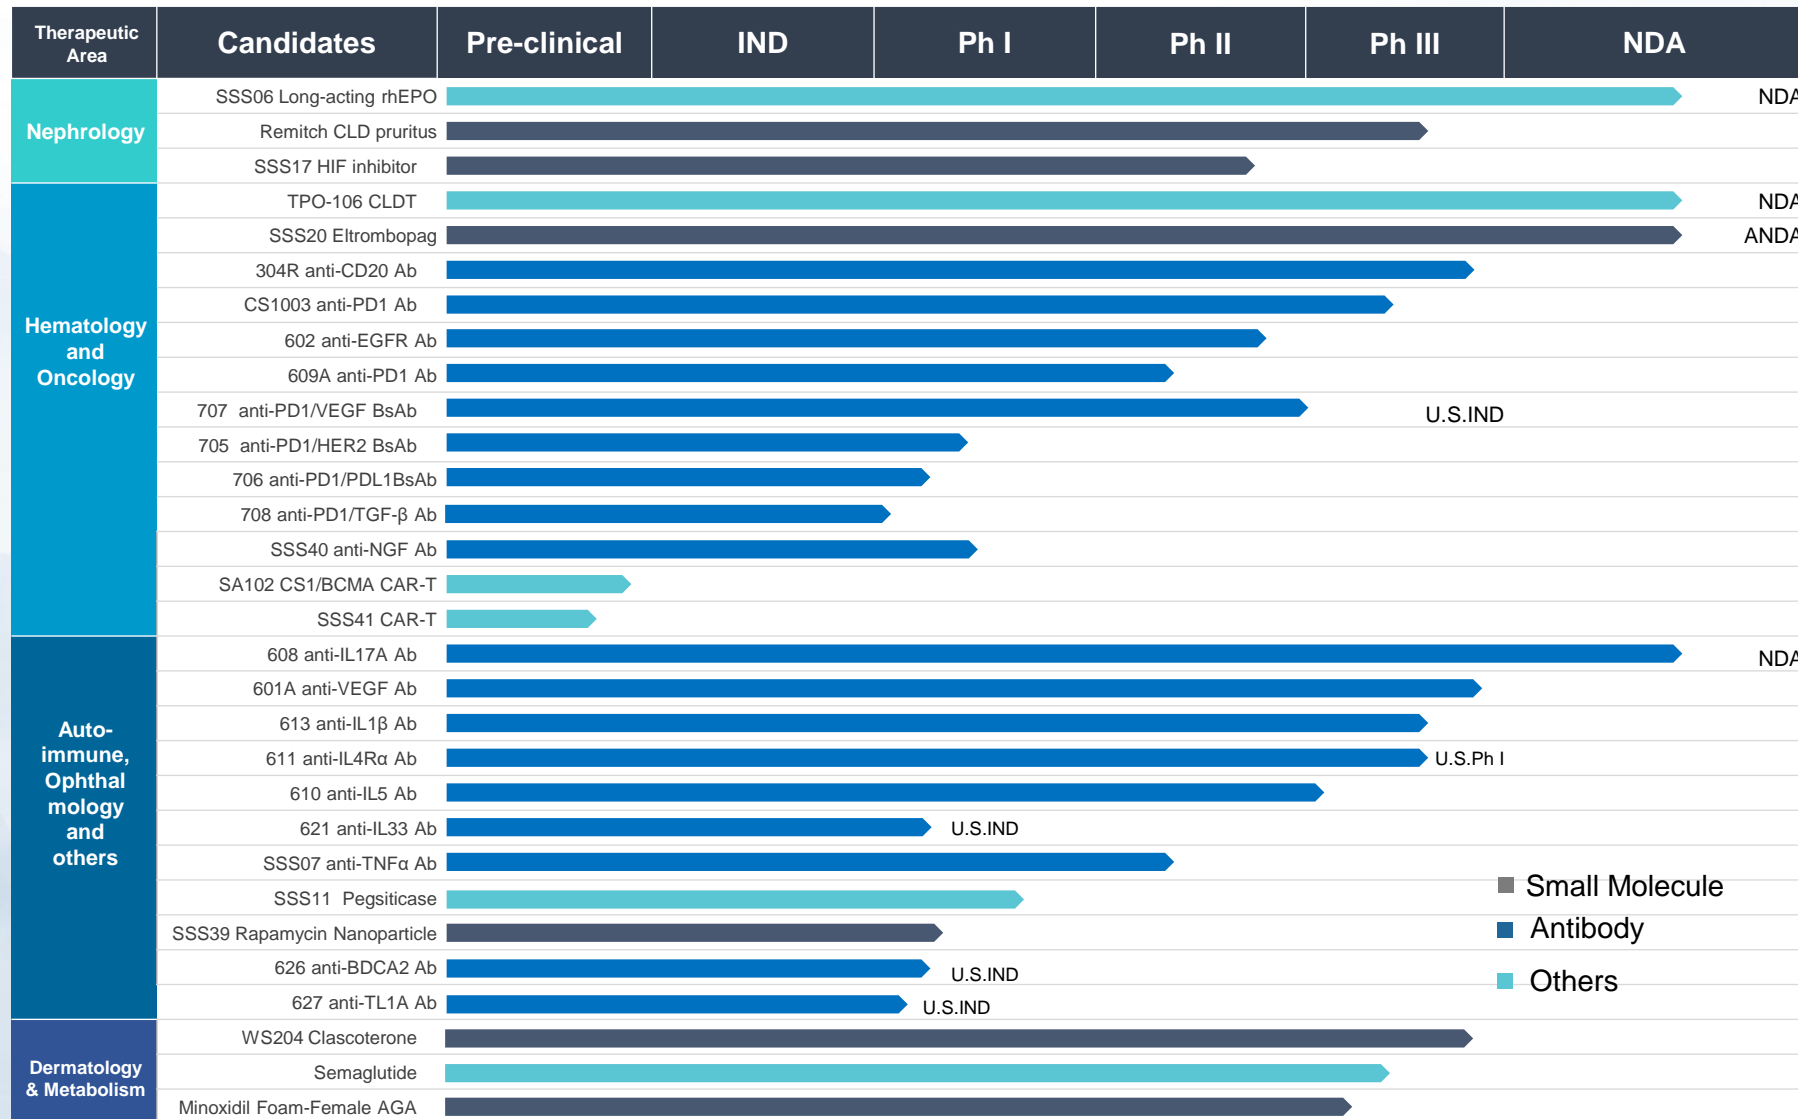 Therapeutic Area
Candidates
Pre-clinical
IND
Ph I
Ph II
Ph III
NDA
Nephrology
SSS06 Long-acting rhEPO
NDA
Remitch CLD pruritus
SSS17 HIF inhibitor
Hematology
and
Oncology
TPO-106 CLDT
NDA
SSS20 Eltrombopag
ANDA
304R anti-CD20 Ab
CS1003 anti-PD1 Ab
602 anti-EGFR Ab
609A anti-PD1 Ab
707 anti-PD1/VEGF BsAb
U.S.IND
705 anti-PD1/HER2 BsAb
706 anti-PD1/PDL1BsAb
708 anti-PD1/TGF-β Ab
SSS40 anti-NGF Ab
SA102 CS1/BCMA CAR-T
SSS41 CAR-T
Auto-
immune,
Ophthal
mology
and
others
608 anti-IL17A Ab
NDA
601A anti-VEGF Ab
613 anti-IL1β Ab
611 anti-IL4Rα Ab
U.S.Ph I
610 anti-IL5 Ab
621 anti-IL33 Ab
U.S.IND
SSS07 anti-TNFα Ab
SSS11 Pegsiticase
SSS39 Rapamycin Nanoparticle
626 anti-BDCA2 Ab
U.S.IND
627 anti-TL1A Ab
U.S.IND
Small Molecule
Antibody
Others
Dermatology
& Metabolism
WS204 Clascoterone
Semaglutide
Minoxidil Foam-Female AGA